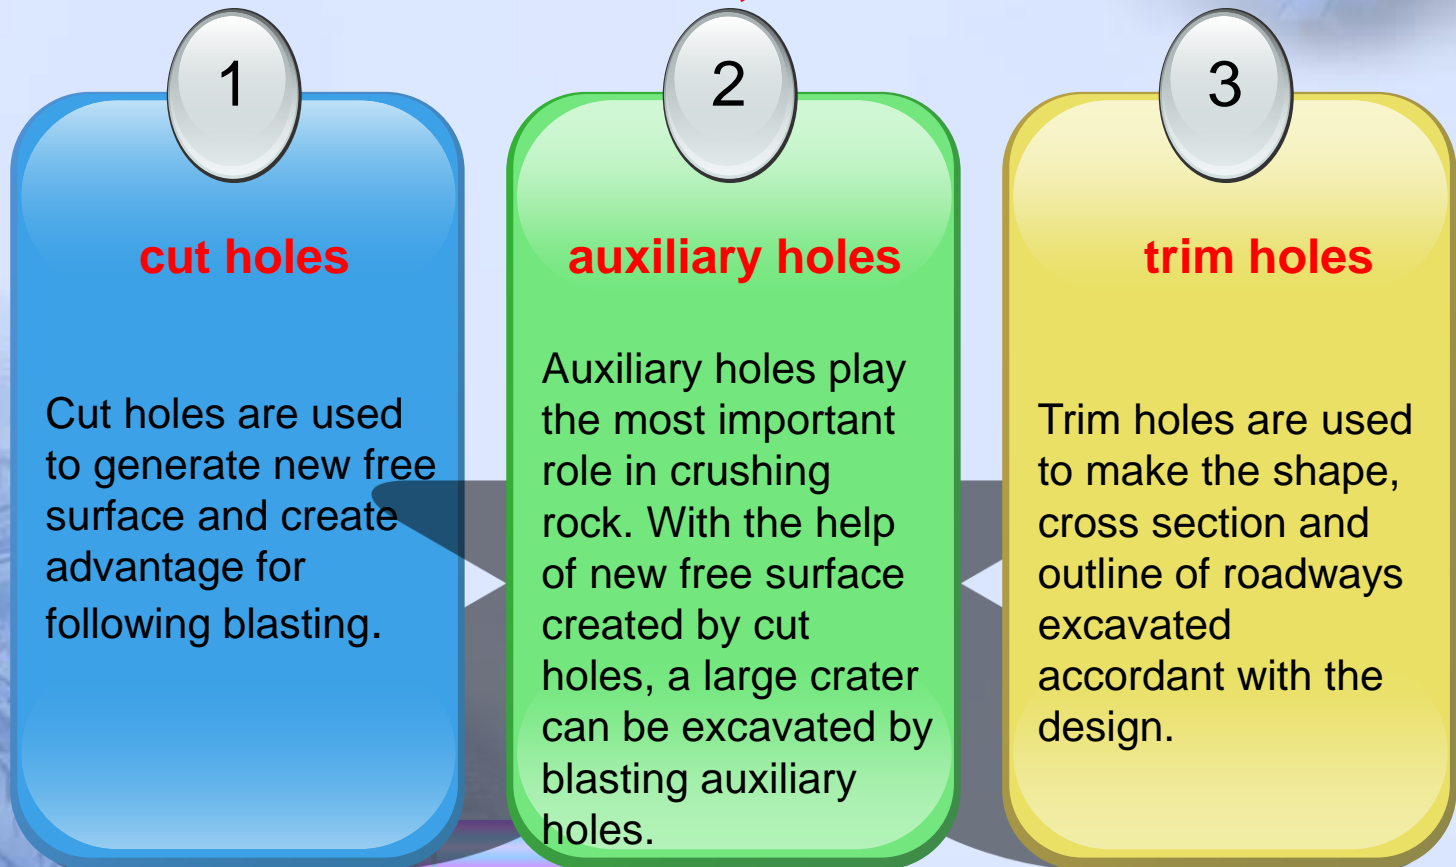 1
cut holes
Cut holes are used
to generate new free
surface and create
advantage for
following blasting.
2
auxiliary holes
Auxiliary holes play
the most important
role in crushing
rock. With the help
of new free surface
created by cut
holes, a large crater
can be excavated by
blasting auxiliary
holes.
3
trim holes
Trim holes are used
to make the shape,
cross section and
outline of roadways
excavated
accordant with the
design.